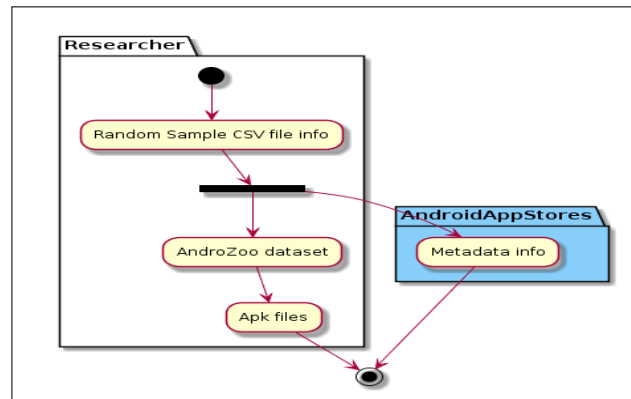 Researcher
Random Sample CSV file info
AndroidAppStores
AndroZoo dataset
Metadata info
Apk files